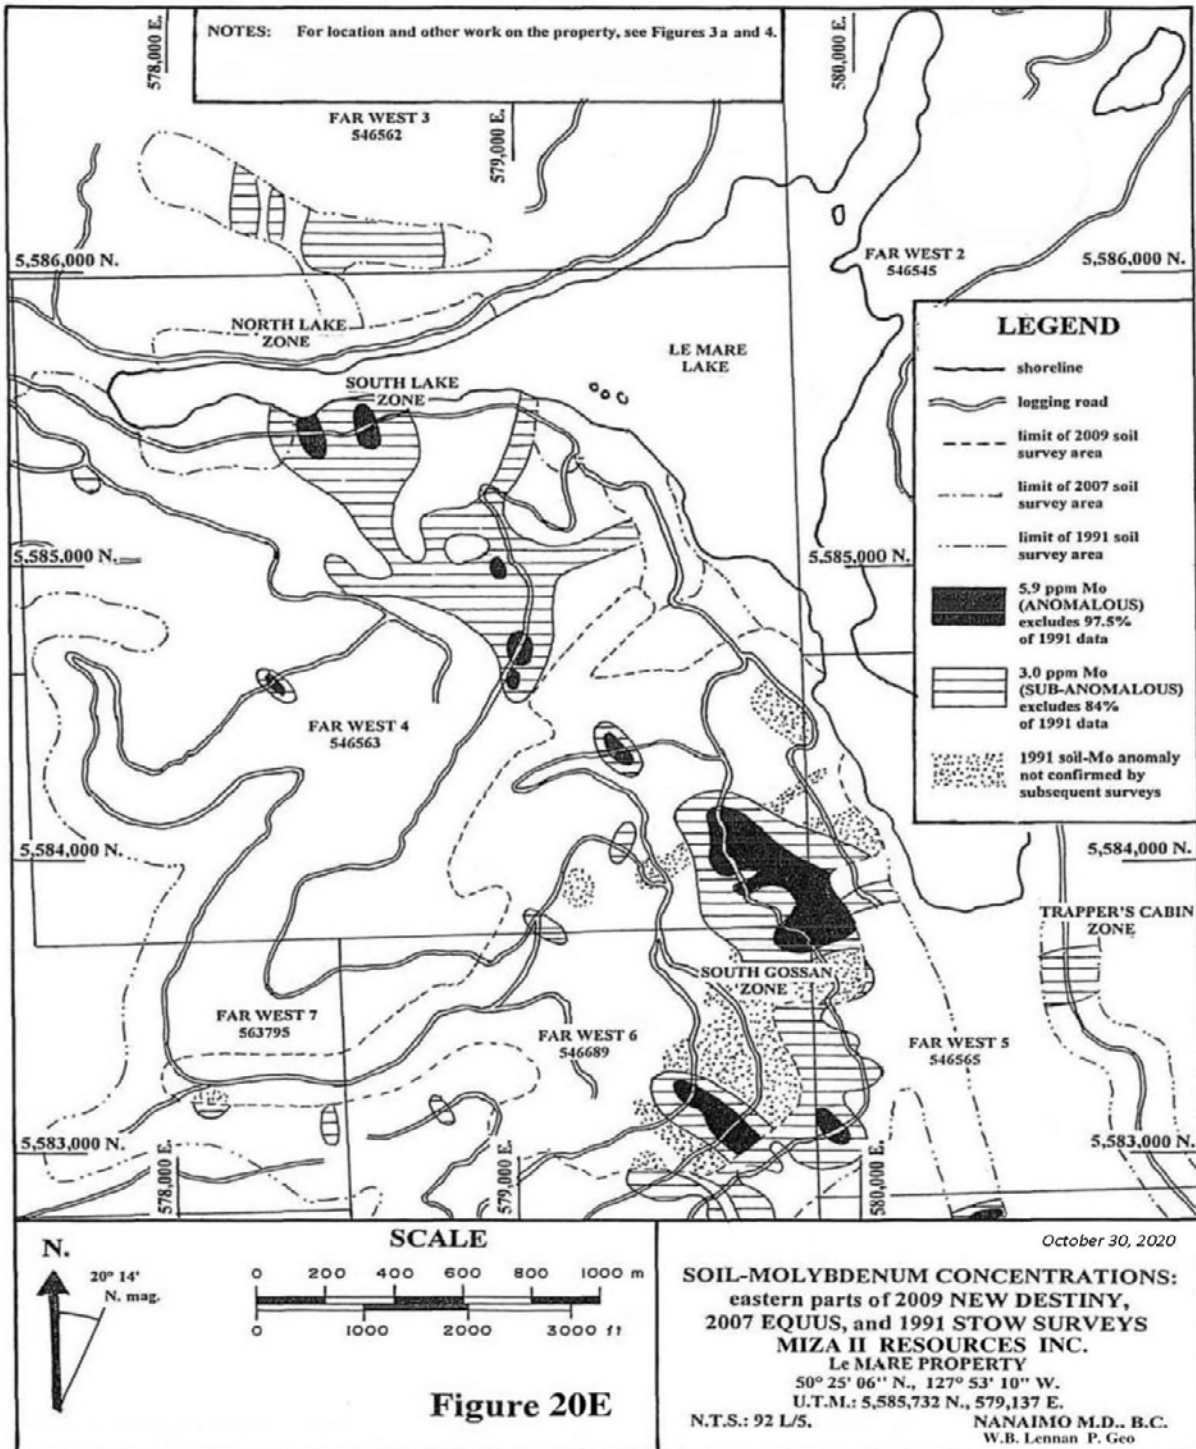 NOTES: For location and other work on the property, see Figures 3a and 4.
578,000 E.
580,000 E.
579,000 E.
FAR WEST 3
546562
5,586,000 N.
FAR WEST 2
546545
5,586,000 N.
NORTH LAKE
ZONE
LE MARE
LAKE
SOUTH LAKE
ZONE
LEGEND
shoreline
logging road
limit of 2009 soil
survey area
limit of 2007 soil
survey area
limit of 1991 soil
survey area
5.9 ppm Mo
(ANOMALOUS)
excludes 97.5%
of 1991 data
3.0 ppm Mo
(SUB-ANOMALOUS)
excludes 84%
of 1991 data
1991 soil-Mo anomaly
not confirmed by
subsequent surveys
5,585,000 N.
5,585,000 N.
FAR WEST 4
546563
5,584,000 N.
5,584,000 N.
TRAPPER'S CABIN
ZONE
SOUTH GOSSAN
ZONE
FAR WEST 7
563795
FAR WEST 6
546689
FAR WEST 5
546565
5,583,000 N.
5,583,000 N.
578,000 E.
579,000 E.
580,000 E.
N.
20° 14'
N. mag.
SCALE
0 200 400 600 800 1000 m
0 1000 2000 3000 ft
Figure 20E
October 30, 2020
SOIL-MOLYBDENUM CONCENTRATIONS:
eastern parts of 2009 NEW DESTINY,
2007 EQUUS, and 1991 STOW SURVEYS
MIZA II RESOURCES INC.
Le MARE PROPERTY
50° 25' 06" N., 127° 53' 10" W.
U.T.M.: 5,585,732 N., 579,137 E.
N.T.S.: 92 L/5. NANAIMO M.D.. B.C.
W.B. Lennan P. Geo